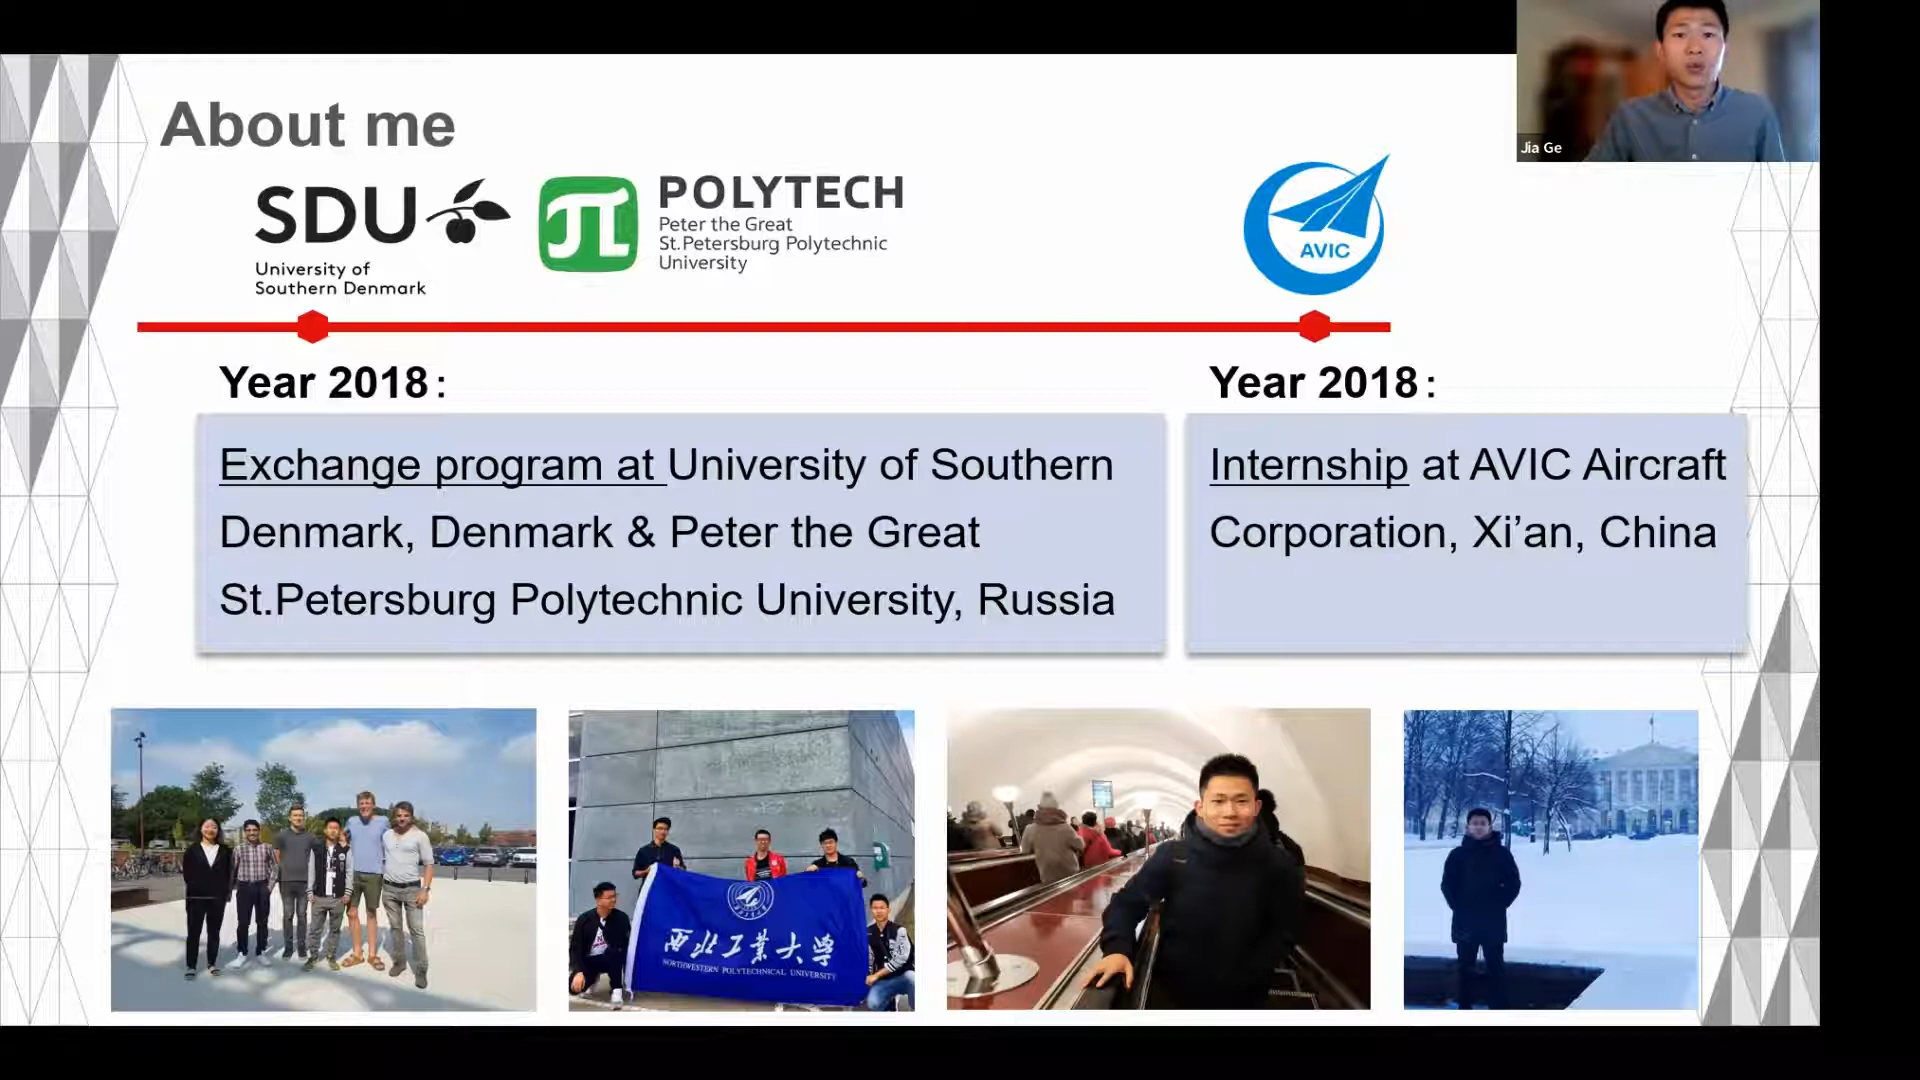 Jia Ge
About me
SDU
University of
Southern Denmark
POLYTECH
Peter the Great
St.Petersburg Polytechnic
University
AVIC
Year 2018:
Exchange program at University of Southern
Denmark, Denmark & Peter the Great
St.Petersburg Polytechnic University, Russia
Year 2018:
Internship at AVIC Aircraft
Corporation, Xi’an, China
西北工业大学
NORTHWESTERN POLYTECHNICAL UNIVERSITY